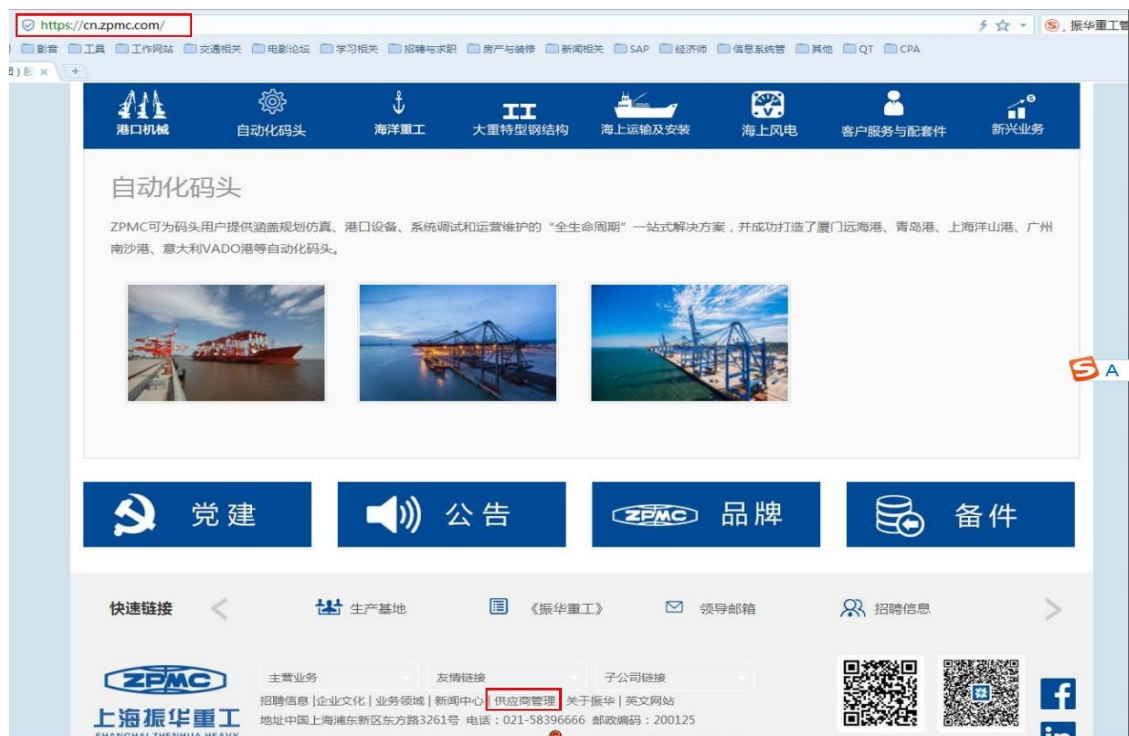 https://cn.zpmc.com/
振华重工管
影音 工具 工作网站 交通相关 电影论坛 学习相关 招聘与求职 房产与装修 新闻相关 SAP 经济师 信息系统管 其他 QT CPA
港口机械 自动化码头 海洋重工 大重特型钢结构 海上运输及安装 海上风电 客户服务与配套件 新兴业务
自动化码头
ZPMC可为码头用户提供涵盖规划仿真、港口设备、系统调试和运营维护的“全生命周期”一站式解决方案，并成功打造了厦门远海港、青岛港、上海洋山港、广州
南沙港、意大利VADO港等自动化码头。
A
党建 公告 ZPMC 品牌 备件
快速链接 生产基地 《振华重工》 领导邮箱 招聘信息
ZPMC
主营业务 友情链接 子公司链接
招聘信息 | 企业文化 | 业务领域 | 新闻中心 | 供应商管理 | 关于振华 | 英文网站
上海振华重工
地址中国上海浦东新区东方路3261号 电话：021-58396666 邮政编码：200125
SHANGHAI ZHENHUA HEAVY